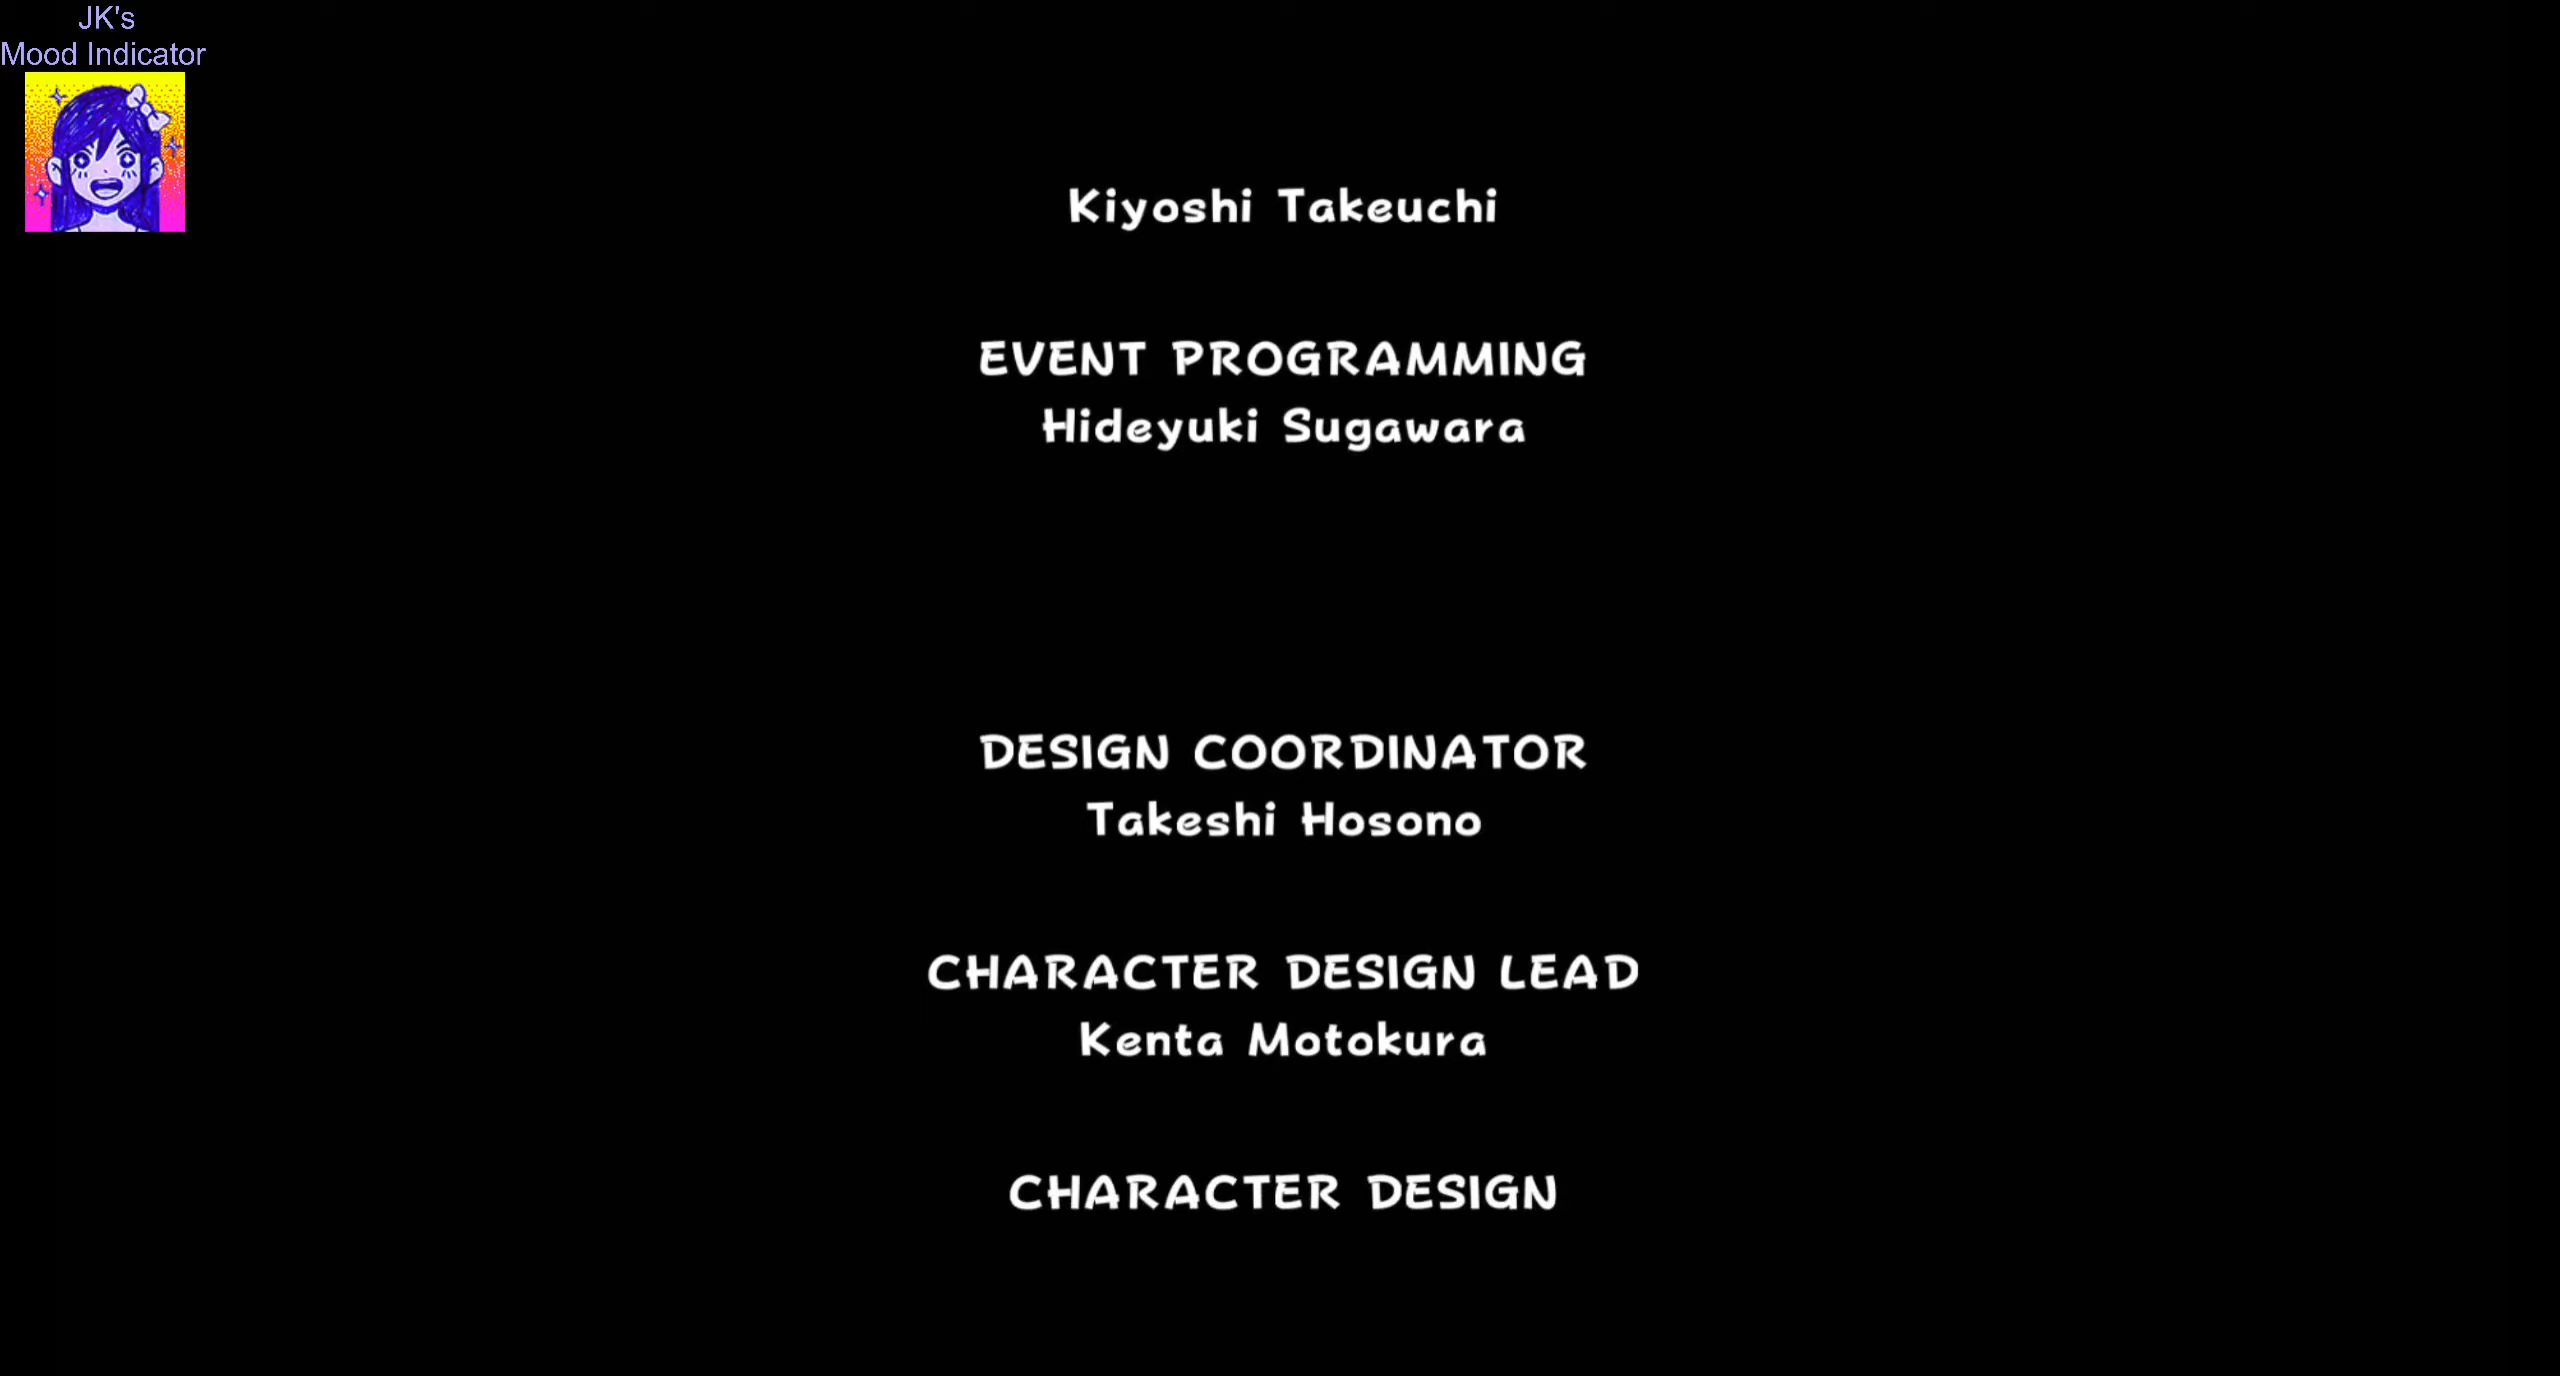 JK's
Mood Indicator
Kiyoshi Takeuchi
EVENT PROGRAMMING
Hideyuki Sugawara
DESIGN COORDINATOR
Takeshi Hosono
CHARACTER DESIGN LEAD
Kenta Motokura
CHARACTER DESIGN